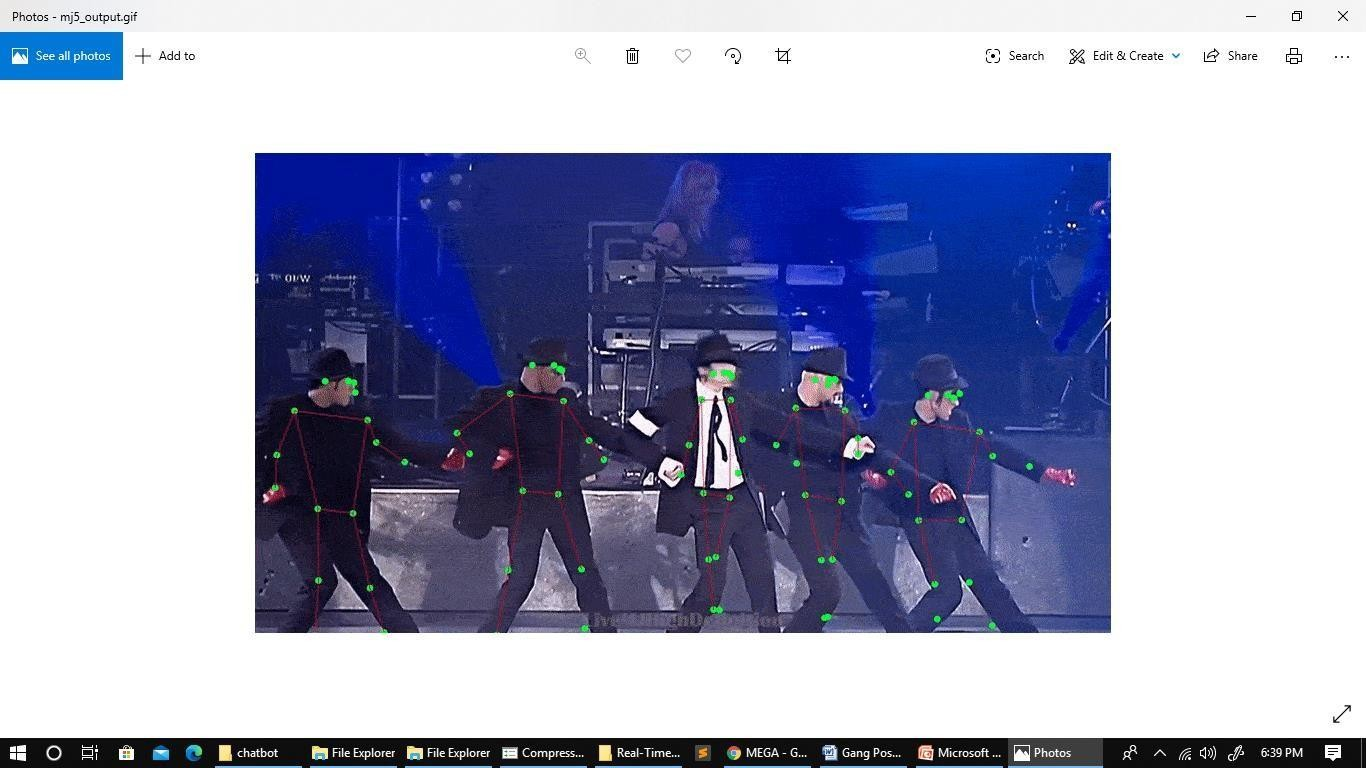 Photos - mj5_output.gif
See all photos
Add to
Search
Edit & Create
Share
chatbot
File Explorer
File Explorer
Compress...
Real-Time...
MEGA - G...
Gang Pos...
Microsoft ...
Photos
6:39 PM